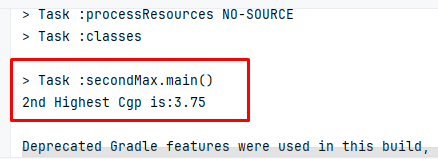 > Task :processResources NO-SOURCE
> Task :classes
> Task :secondMax.main()
2nd Highest Cgp is:3.75
Deprecated Gradle features were used in this build,